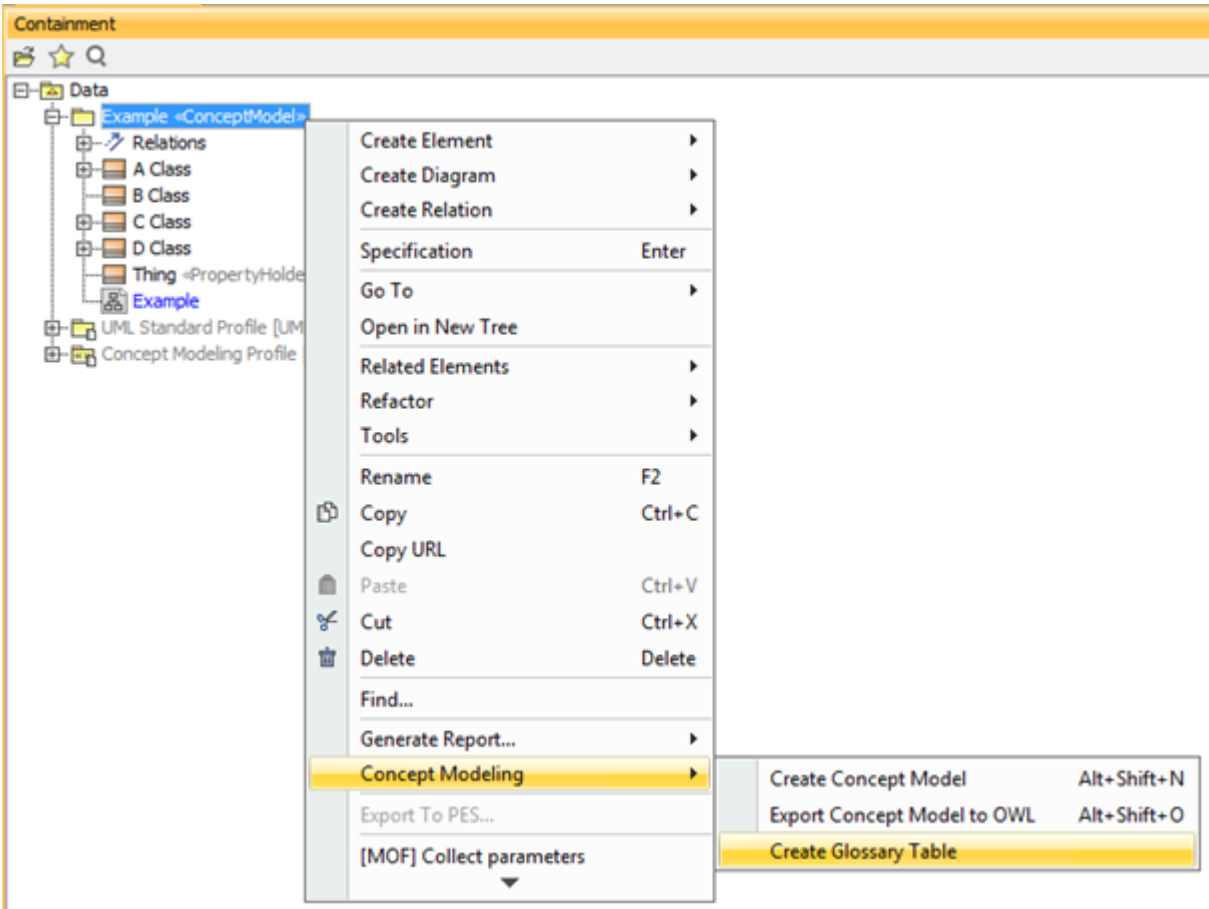 Containment
Data
Example «ConceptModel»
Relations
A Class
B Class
C Class
D Class
Thing «PropertyHolde
Example
UML Standard Profile [UM
Concept Modeling Profile
Create Element
Create Diagram
Create Relation
Specification Enter
Go To
Open in New Tree
Related Elements
Refactor
Tools
Rename F2
Copy Ctrl+C
Copy URL
Paste Ctrl+V
Cut Ctrl+X
Delete Delete
Find...
Generate Report...
Concept Modeling
Export To PES...
[MOF] Collect parameters
Create Concept Model Alt+Shift+N
Export Concept Model to OWL Alt+Shift+O
Create Glossary Table